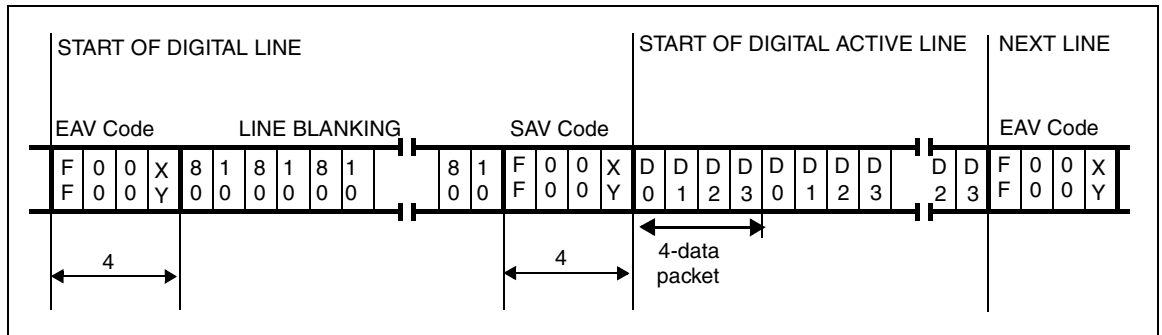 START OF DIGITAL LINE
START OF DIGITAL ACTIVE LINE
NEXT LINE
EAV Code
LINE BLANKING
SAV Code
EAV Code
F 0 0 X 8 1 8 1 8 1 8 1 F 0 0 X D D D D D D D D D D F 0 0 X
F 0 0 Y 0 0 0 0 0 0 0 0 F 0 0 Y 0 1 2 3 0 1 2 3 2 3 F 0 0 Y
4
4
4-data
packet